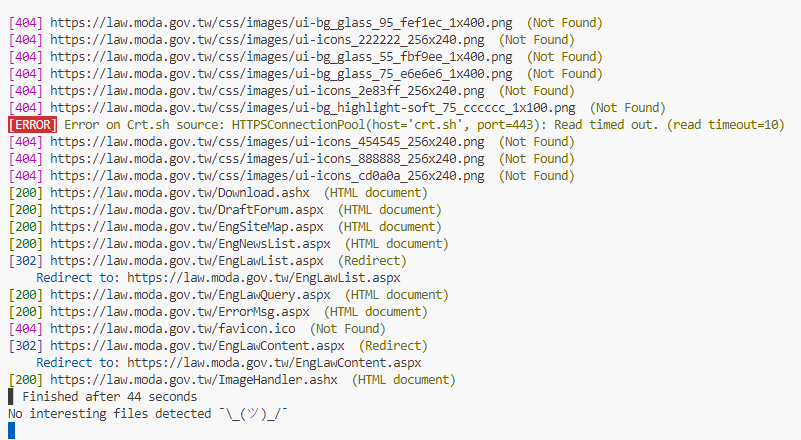 [404] https://law.moda.gov.tw/css/images/ui-bg_glass_95_fef1ec_1x400.png  (Not Found)
[404] https://law.moda.gov.tw/css/images/ui-icons_222222_256x240.png  (Not Found)
[404] https://law.moda.gov.tw/css/images/ui-bg_glass_55_fbf9ee_1x400.png  (Not Found)
[404] https://law.moda.gov.tw/css/images/ui-bg_glass_75_e6e6e6_1x400.png  (Not Found)
[404] https://law.moda.gov.tw/css/images/ui-icons_2e83ff_256x240.png  (Not Found)
[404] https://law.moda.gov.tw/css/images/ui-bg_highlight-soft_75_cccccc_1x100.png  (Not Found)
[ERROR] Error on Crt.sh source: HTTPSConnectionPool(host='crt.sh', port=443): Read timed out. (read timeout=10)
[404] https://law.moda.gov.tw/css/images/ui-icons_454545_256x240.png  (Not Found)
[404] https://law.moda.gov.tw/css/images/ui-icons_888888_256x240.png  (Not Found)
[404] https://law.moda.gov.tw/css/images/ui-icons_cd0a0a_256x240.png  (Not Found)
[200] https://law.moda.gov.tw/Download.ashx  (HTML document)
[200] https://law.moda.gov.tw/DraftForum.aspx  (HTML document)
[200] https://law.moda.gov.tw/EngSiteMap.aspx  (HTML document)
[200] https://law.moda.gov.tw/EngNewsList.aspx  (HTML document)
[302] https://law.moda.gov.tw/EngLawList.aspx  (Redirect)
    Redirect to: https://law.moda.gov.tw/EngLawList.aspx
[200] https://law.moda.gov.tw/EngLawQuery.aspx  (HTML document)
[200] https://law.moda.gov.tw/ErrorMsg.aspx  (HTML document)
[404] https://law.moda.gov.tw/favicon.ico  (Not Found)
[302] https://law.moda.gov.tw/EngLawContent.aspx  (Redirect)
    Redirect to: https://law.moda.gov.tw/EngLawContent.aspx
[200] https://law.moda.gov.tw/ImageHandler.ashx  (HTML document)
Finished after 44 seconds
No interesting files detected ¯\_(ツ)_/¯